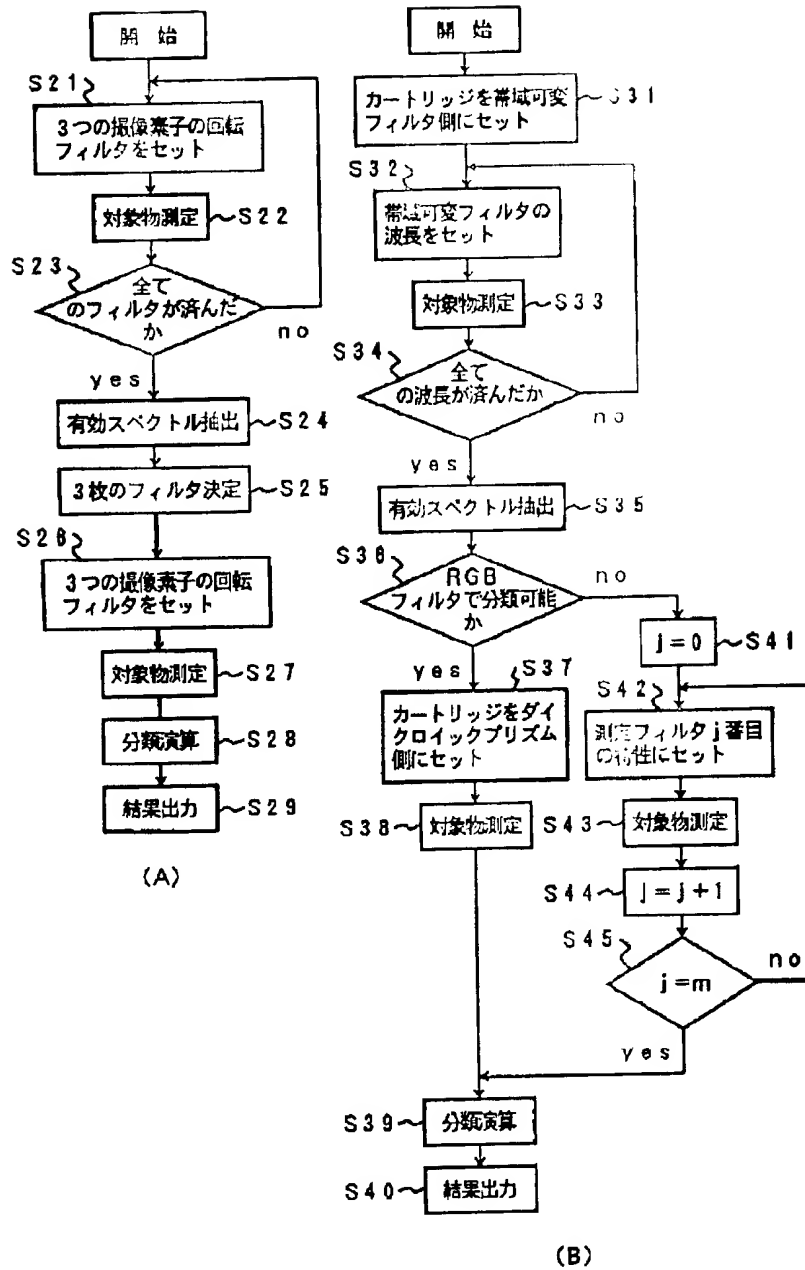 開 始
S21
3つの撮像素子の回転
フィルタをセット
対象物測定
S22
S23
全て
のフィルタが済んだ
か
no
yes
有効スペクトル抽出
S24
3枚のフィルタ決定
S25
S26
3つの撮像素子の回転
フィルタをセット
対象物測定
S27
分類演算
S28
結果出力
S29
(A)
開 始
カートリッジを帯域可変
フィルタ側にセット
S31
S32
帯域可変フィルタの
波長をセット
対象物測定
S33
S34
全て
の波長が済んだか
no
yes
有効スペクトル抽出
S35
S36
RGB
フィルタで分類可能
か
no
yes
S37
カートリッジをダイ
クロイックプリズム
側にセット
S38
対象物測定
j=0
S41
S42
測定フィルタj番目
の特性にセット
S43
対象物測定
S44
j=j+1
S45
j=m
no
yes
S39
分類演算
S40
結果出力
(B)